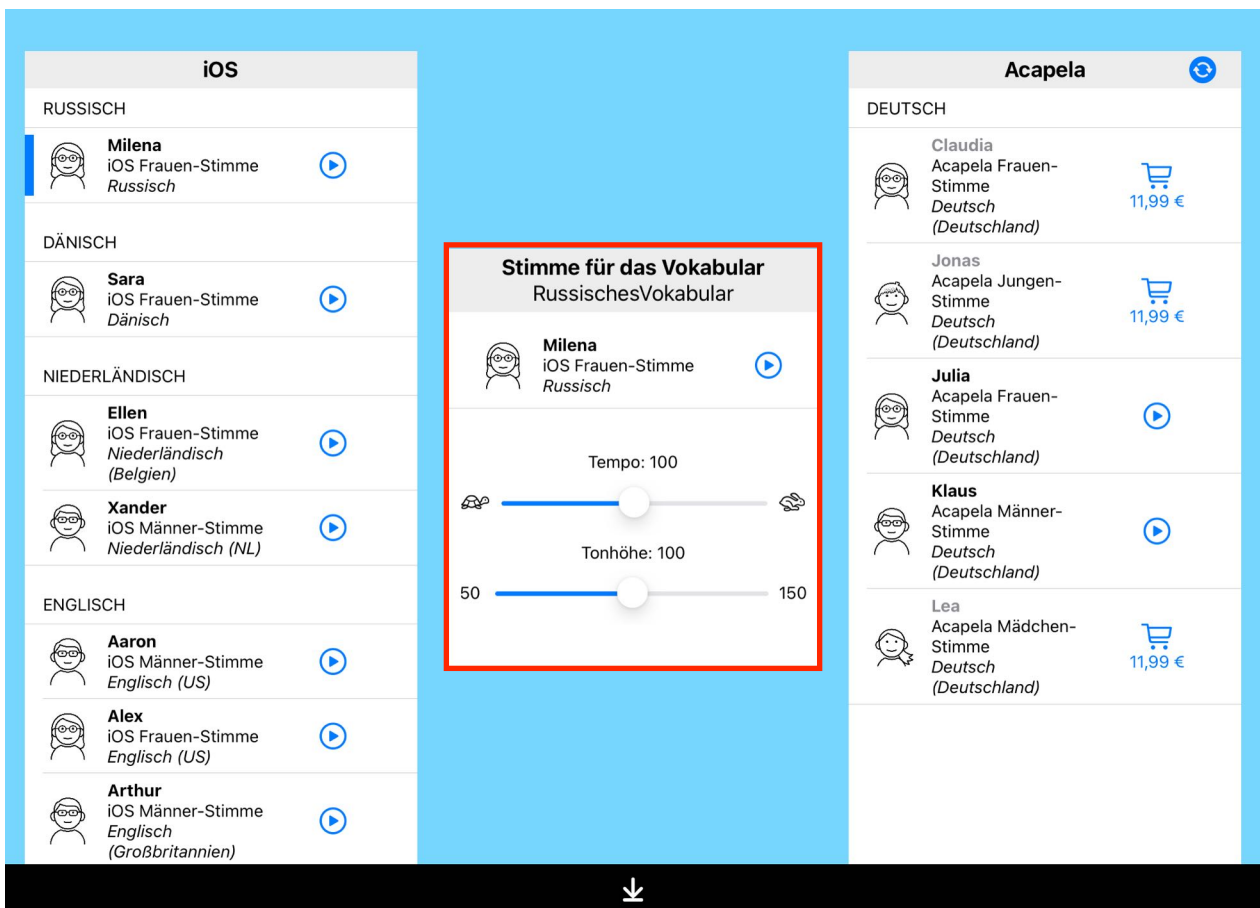 iOS
RUSSISCH
Milena
iOS Frauen-Stimme
Russisch
DÄNISCH
Sara
iOS Frauen-Stimme
Dänisch
NIEDERLÄNDISCH
Ellen
iOS Frauen-Stimme
Niederländisch
(Belgien)
Xander
iOS Männer-Stimme
Niederländisch (NL)
ENGLISCH
Aaron
iOS Männer-Stimme
Englisch (US)
Alex
iOS Frauen-Stimme
Englisch (US)
Arthur
iOS Männer-Stimme
Englisch
(Großbritannien)
Stimme für das Vokabular
RussischesVokabular
Milena
iOS Frauen-Stimme
Russisch
Tempo: 100
Tonhöhe: 100
50
150
Acapela
DEUTSCH
Claudia
Acapela Frauen-
Stimme
Deutsch
(Deutschland)
11,99 €
Jonas
Acapela Jungen-
Stimme
Deutsch
(Deutschland)
11,99 €
Julia
Acapela Frauen-
Stimme
Deutsch
(Deutschland)
Klaus
Acapela Männer-
Stimme
Deutsch
(Deutschland)
Lea
Acapela Mädchen-
Stimme
Deutsch
(Deutschland)
11,99 €